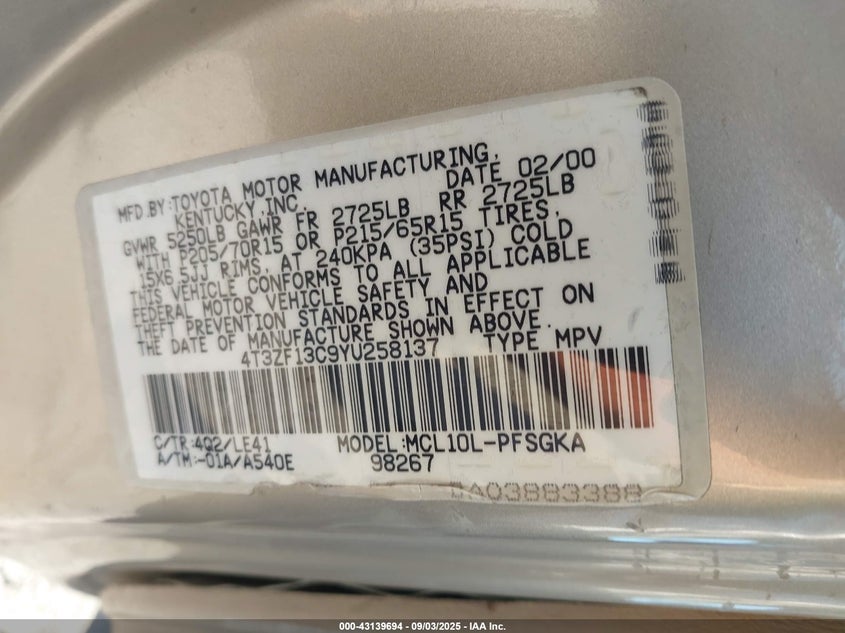 MFD.BY:TOYOTA MOTOR MANUFACTURING,
KENTUCKY,INC. DATE 02/00
GVWR 5250LB GAWR FR 2725LB RR 2725LB
WITH P205/70R15 OR P215/65R15 TIRES,
15X6.5JJ RIMS, AT 240KPA (35PSI) COLD
THIS VEHICLE CONFORMS TO ALL APPLICABLE
FEDERAL MOTOR VEHICLE SAFETY AND
THEFT PREVENTION STANDARDS IN EFFECT ON
THE DATE OF MANUFACTURE SHOWN ABOVE.
4T3ZF13C9YU258137 TYPE MPV
C/TR:4Q2/LE41 MODEL:MCL10L-PFSGKA
A/TM:-01A/A540E 98267
000-43139694 - 09/03/2025 - IAA Inc.